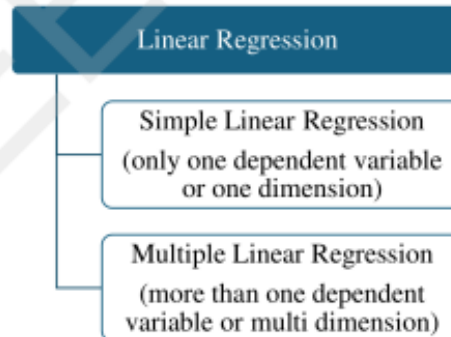 Linear Regression
Simple Linear Regression
(only one dependent variable
or one dimension)
Multiple Linear Regression
(more than one dependent
variable or multi dimension)